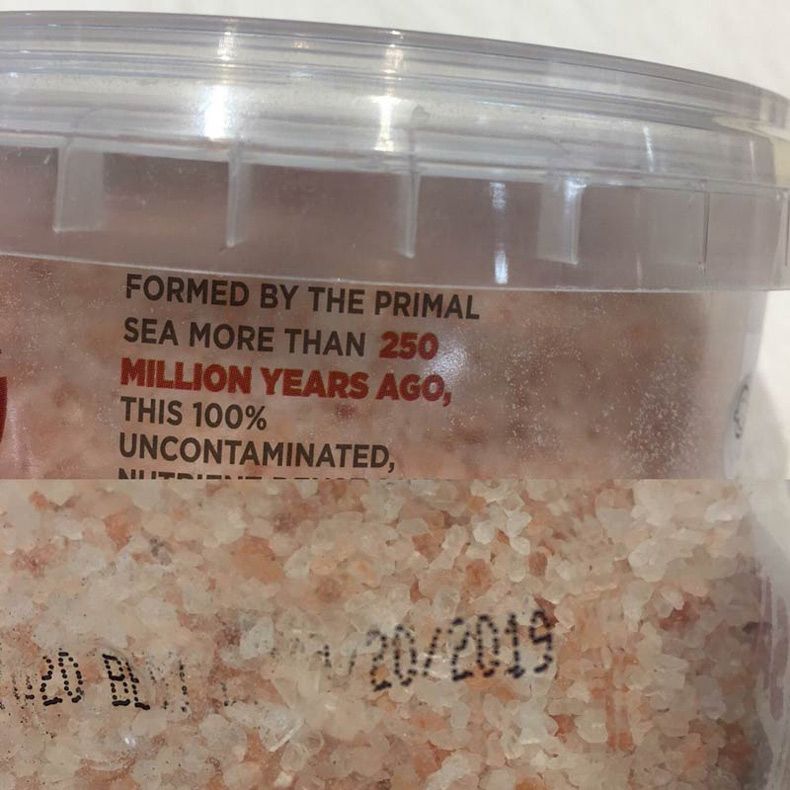 FORMED BY THE PRIMAL
SEA MORE THAN 250
MILLION YEARS AGO,
THIS 100%
UNCONTAMINATED,
20/2019